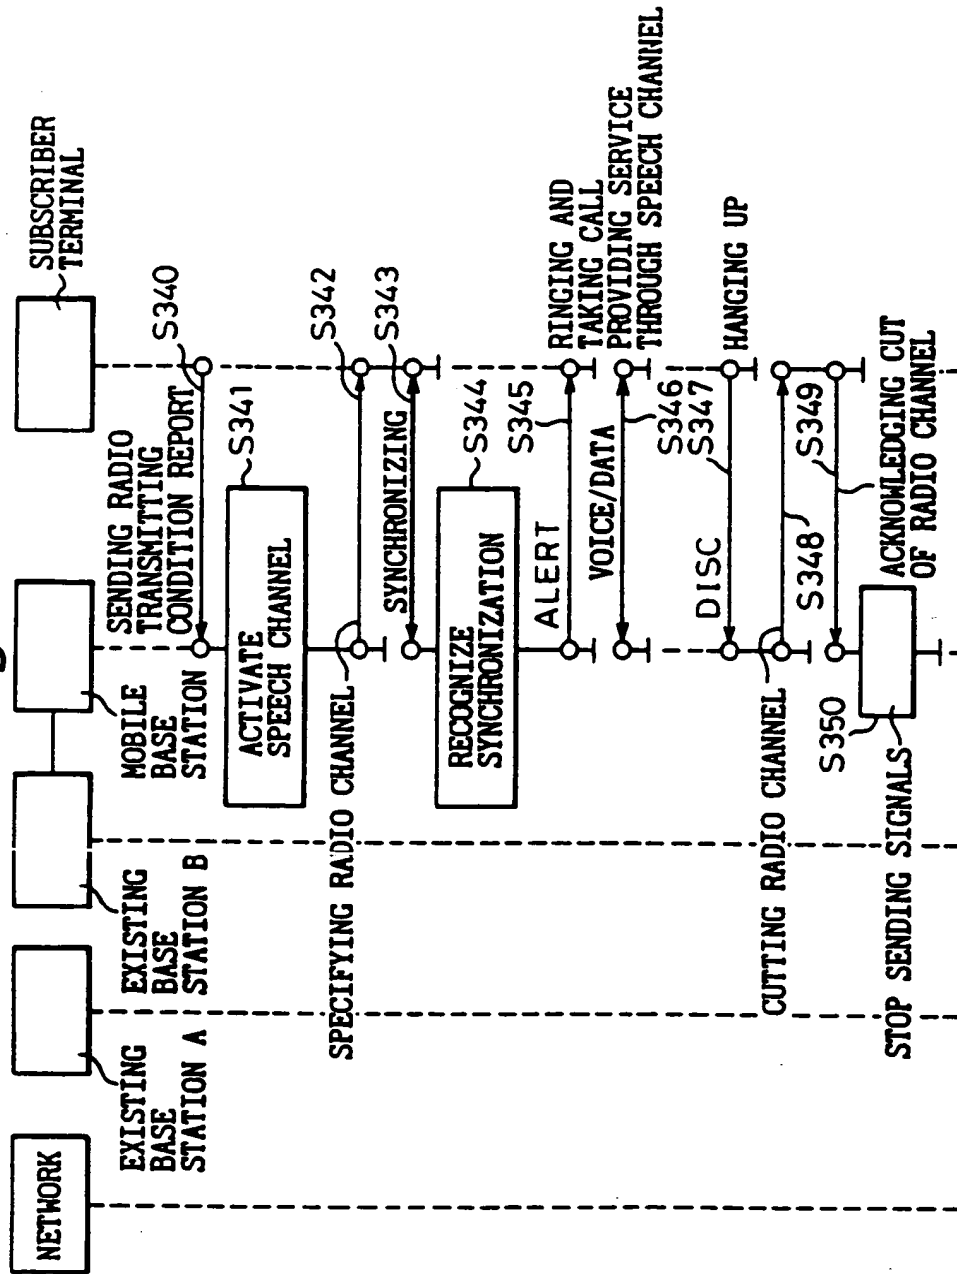 NETWORK
EXISTING
BASE
STATION A
EXISTING
BASE
STATION B
MOBILE
BASE
STATION
SUBSCRIBER
TERMINAL
SENDING RADIO
TRANSMITTING
CONDITION REPORT
S340
ACTIVATE
SPEECH CHANNEL
S341
SPECIFYING RADIO CHANNEL
S342
SYNCHRONIZING
S343
RECOGNIZE
SYNCHRONIZATION
S344
ALERT
S345
RINGING AND
TAKING CALL
VOICE/DATA
PROVIDING SERVICE
THROUGH SPEECH CHANNEL
S346
S347
DISC
HANGING UP
CUTTING RADIO CHANNEL
S348
S349
ACKNOWLEDGING CUT
OF RADIO CHANNEL
S350
STOP SENDING SIGNALS